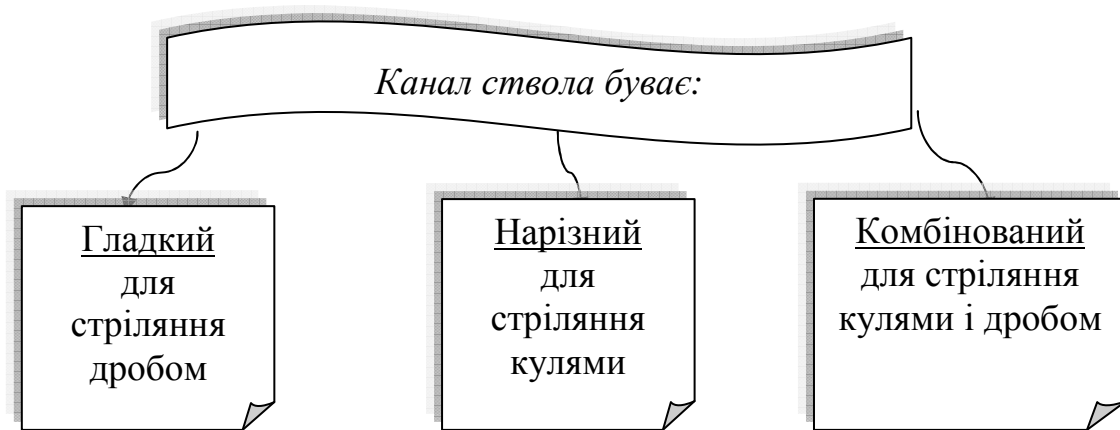 Канал ствола буває:
Гладкий
для
стріляння
дробом
Нарізний
для
стріляння
кулями
Комбінований
для стріляння
кулями і дробом